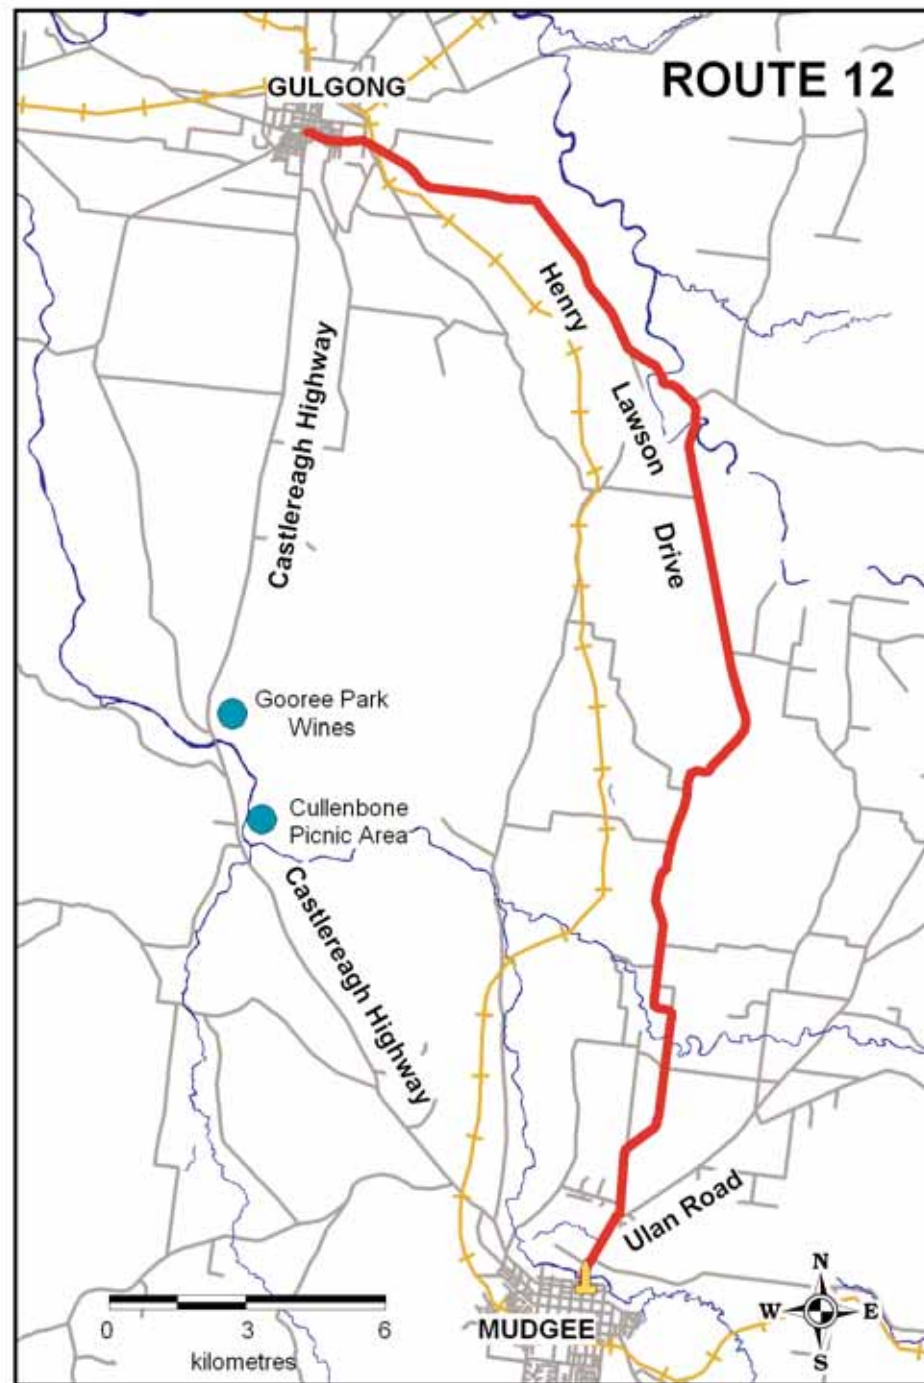 GULGONG
ROUTE 12
Henry
Lawson
Drive
Castlereagh Highway
Gooree Park
Wines
Cullenbone
Picnic Area
Castlereagh Highway
Ulan Road
MUDGEE
N
W E
S
0 3 6
kilometres